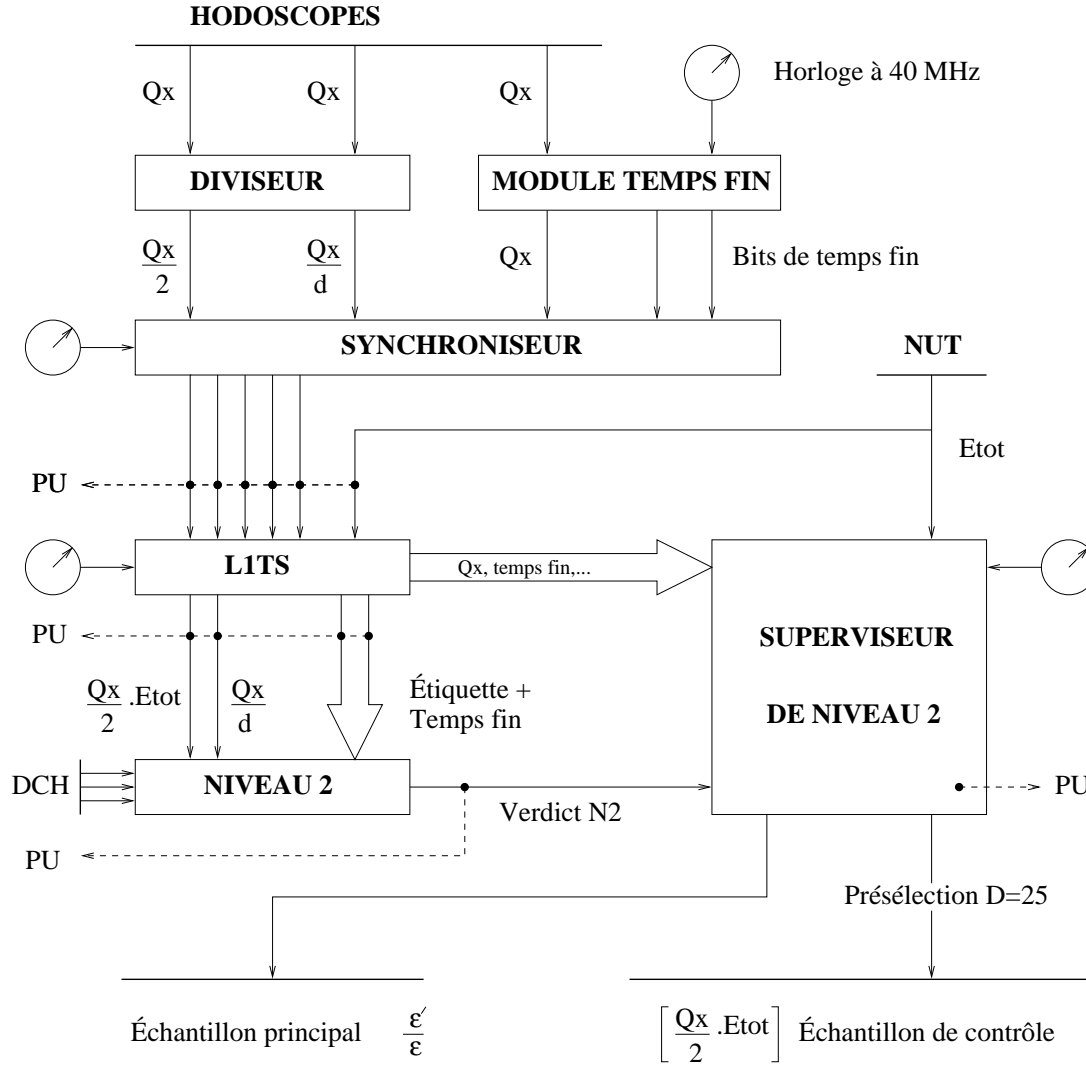 HODOSCOPES
Horloge à 40 MHz
Qx Qx Qx
DIVISEUR MODULE TEMPS FIN
Qx/2 Qx/d Qx Bits de temps fin
SYNCHRONISEUR NUT
Etot
PU
L1TS Qx, temps fin,...
PU
SUPERVISEUR
DE NIVEAU 2
Qx/2 .Etot Qx/d Étiquette +
Temps fin
DCH NIVEAU 2 PU
Verdict N2
PU
Présélection D=25
Échantillon principal ε′/ε [Qx/2 .Etot] Échantillon de contrôle